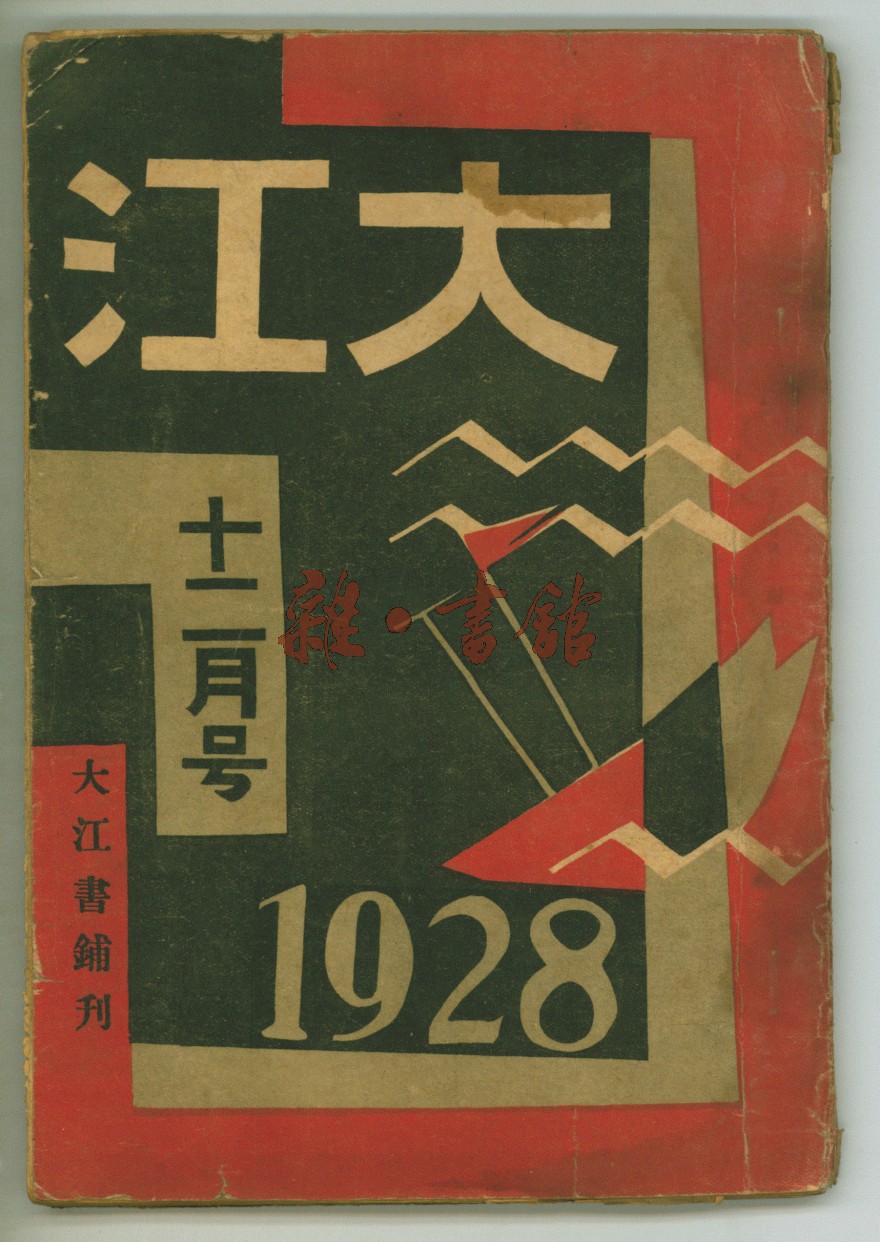 大江
十二月号
雜·書館
大江書鋪刊
1928